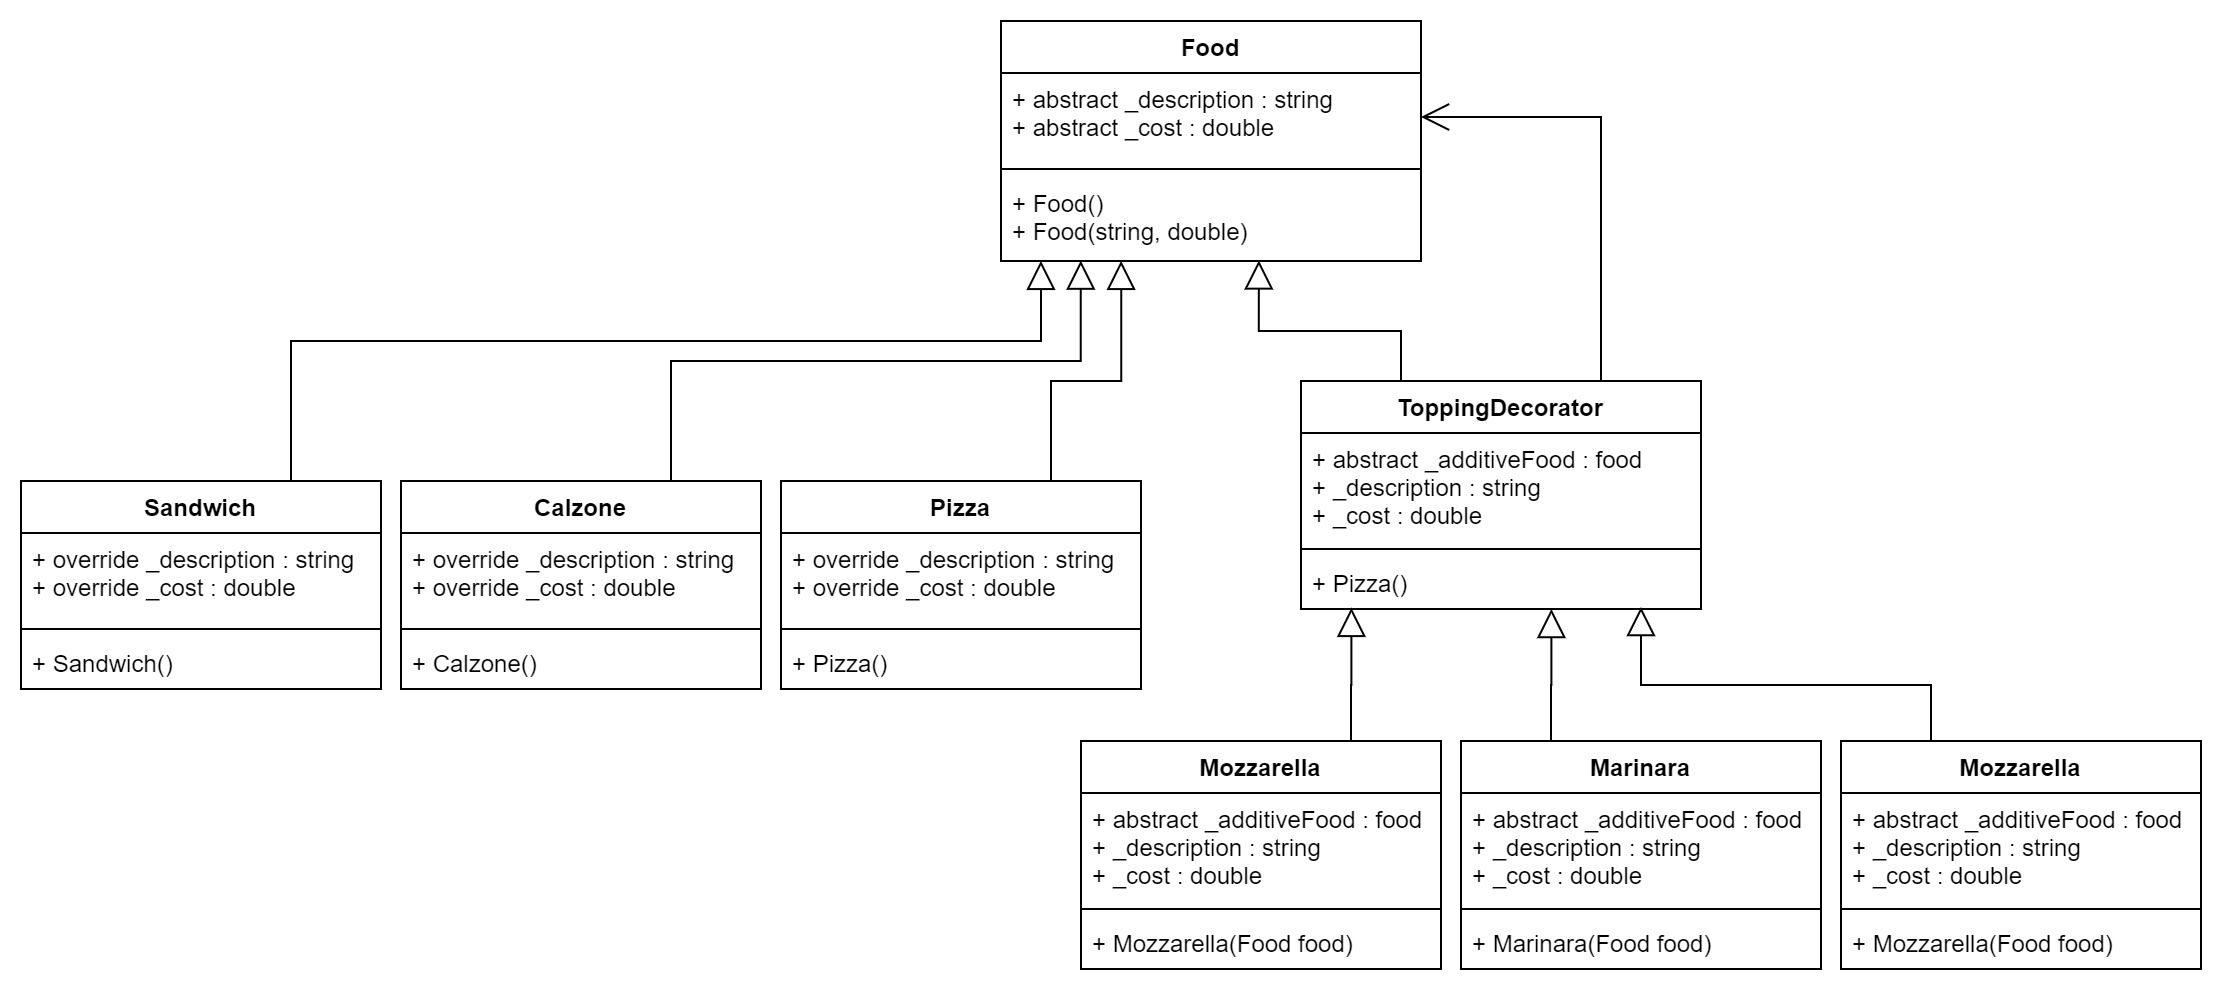 Food
+ abstract _description : string
+ abstract _cost : double
+ Food()
+ Food(string, double)
ToppingDecorator
+ abstract _additiveFood : food
+ _description : string
+ _cost : double
+ Pizza()
Sandwich
+ override _description : string
+ override _cost : double
+ Sandwich()
Calzone
+ override _description : string
+ override _cost : double
+ Calzone()
Pizza
+ override _description : string
+ override _cost : double
+ Pizza()
Mozzarella
+ abstract _additiveFood : food
+ _description : string
+ _cost : double
+ Mozzarella(Food food)
Marinara
+ abstract _additiveFood : food
+ _description : string
+ _cost : double
+ Marinara(Food food)
Mozzarella
+ abstract _additiveFood : food
+ _description : string
+ _cost : double
+ Mozzarella(Food food)